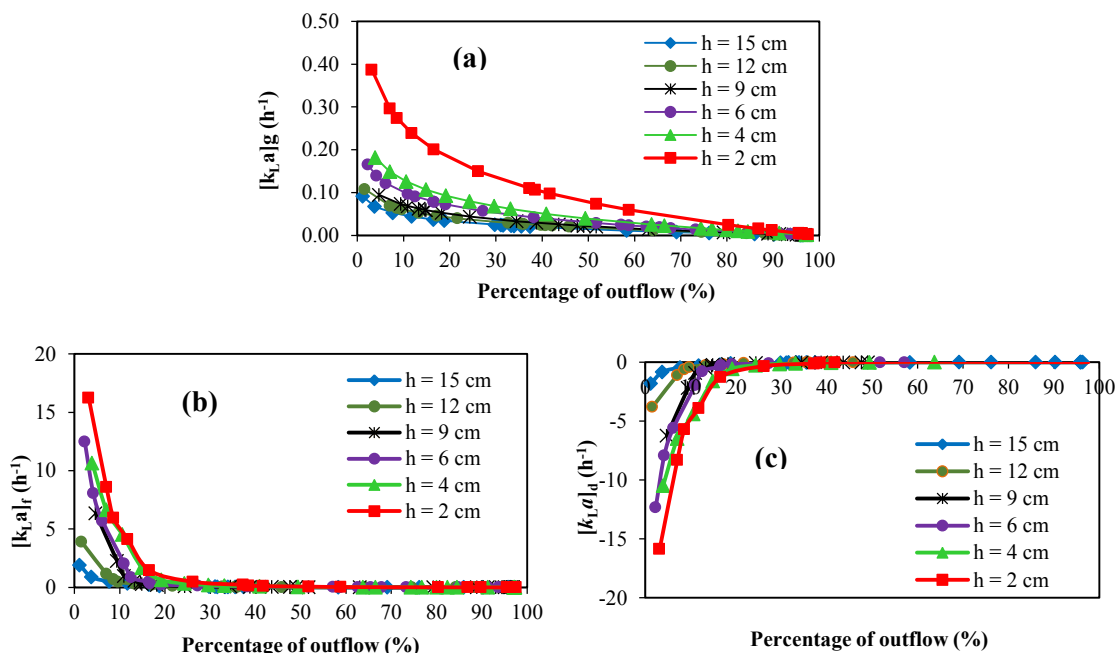 0.50
0.40
0.30
0.20
0.10
0.00
[kLa]g (h-1)
(a)
h = 15 cm
h = 12 cm
h = 9 cm
h = 6 cm
h = 4 cm
h = 2 cm
0 10 20 30 40 50 60 70 80 90 100
Percentage of outflow (%)
20
15
10
5
0
[kLa]f (h-1)
(b)
h = 15 cm
h = 12 cm
h = 9 cm
h = 6 cm
h = 4 cm
h = 2 cm
0 10 20 30 40 50 60 70 80 90 100
Percentage of outflow (%)
0
-5
-10
-15
-20
[kLa]d (h-1)
0 10 20 30 40 50 60 70 80 90 100
(c)
h = 15 cm
h = 12 cm
h = 9 cm
h = 6 cm
h = 4 cm
h = 2 cm
Percentage of outflow (%)